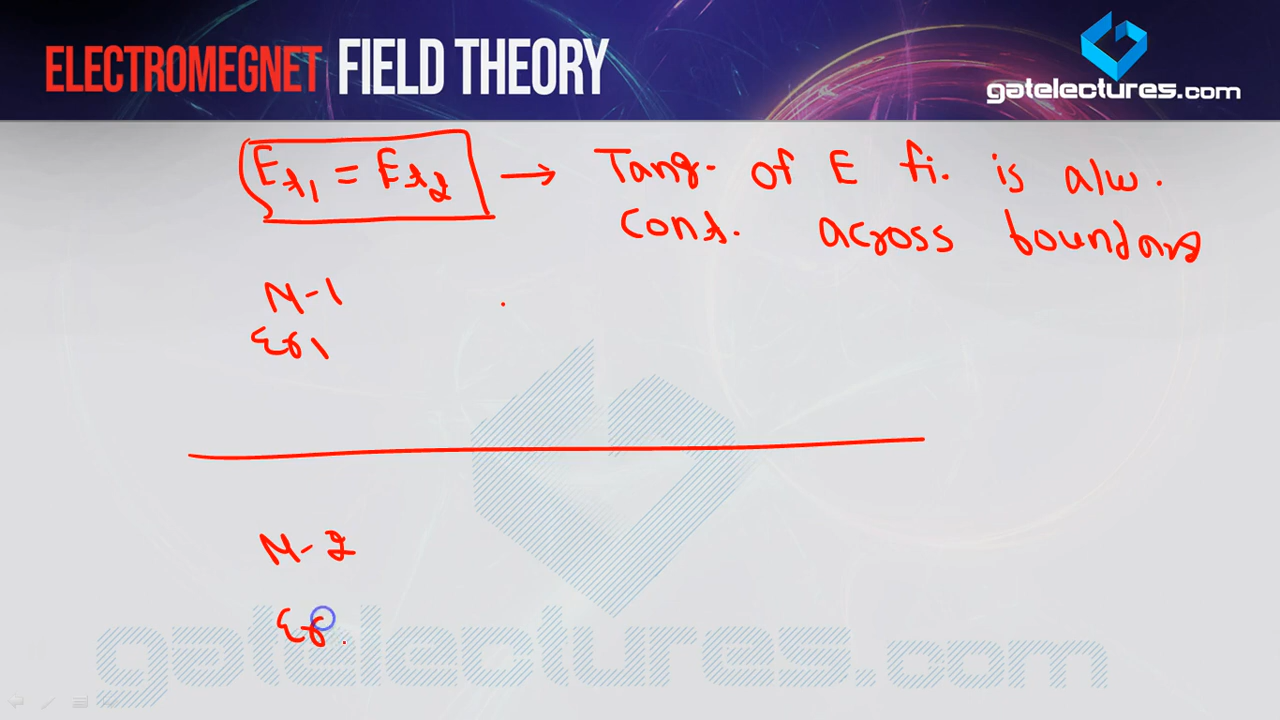 ELECTROMEGNET FIELD THEORY
gatelectures.com
Et1 = Et2 → Tang. of E fi. is alw.
Cont. across boundary
M-1
εr1
M-2
εr
gatelectures.com